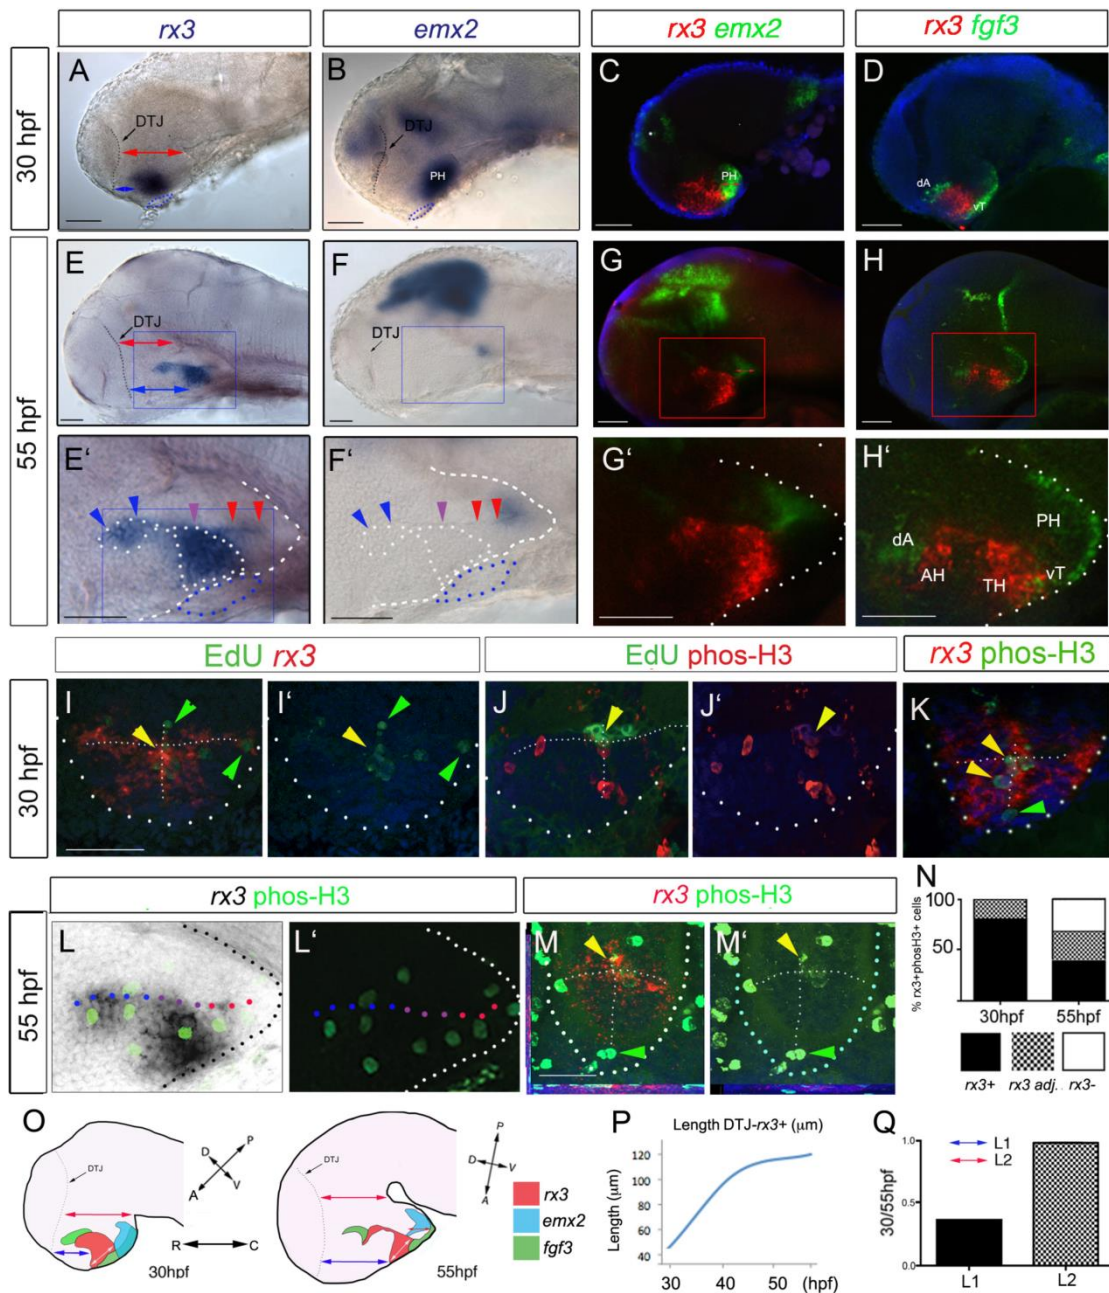 rx3
emx2
rx3 emx2
rx3 fgf3
30 hpf
A
DTJ
B
DTJ
PH
C
PH
D
dA
vT
55 hpf
E
DTJ
F
DTJ
G
H
E'
F'
G'
H'
dA
AH
TH
PH
vT
EdU rx3
EdU phos-H3
rx3 phos-H3
30 hpf
I
I'
J
J'
K
rx3 phos-H3
rx3 phos-H3
55 hpf
L
L'
M
M'
N
% rx3+phosH3+ cells
100
50
30hpf
55hpf
rx3+
rx3 adj.
rx3-
O
DTJ
D
P
A
V
R
C
30hpf
DTJ
P
D
V
A
rx3
emx2
fgf3
55hpf
P
Length DTJ-rx3+ (µm)
Length (µm)
120
100
80
60
40
30
40
50
(hpf)
Q
L1
L2
30/55hpf
1.0
0.5
0.0
L1
L2